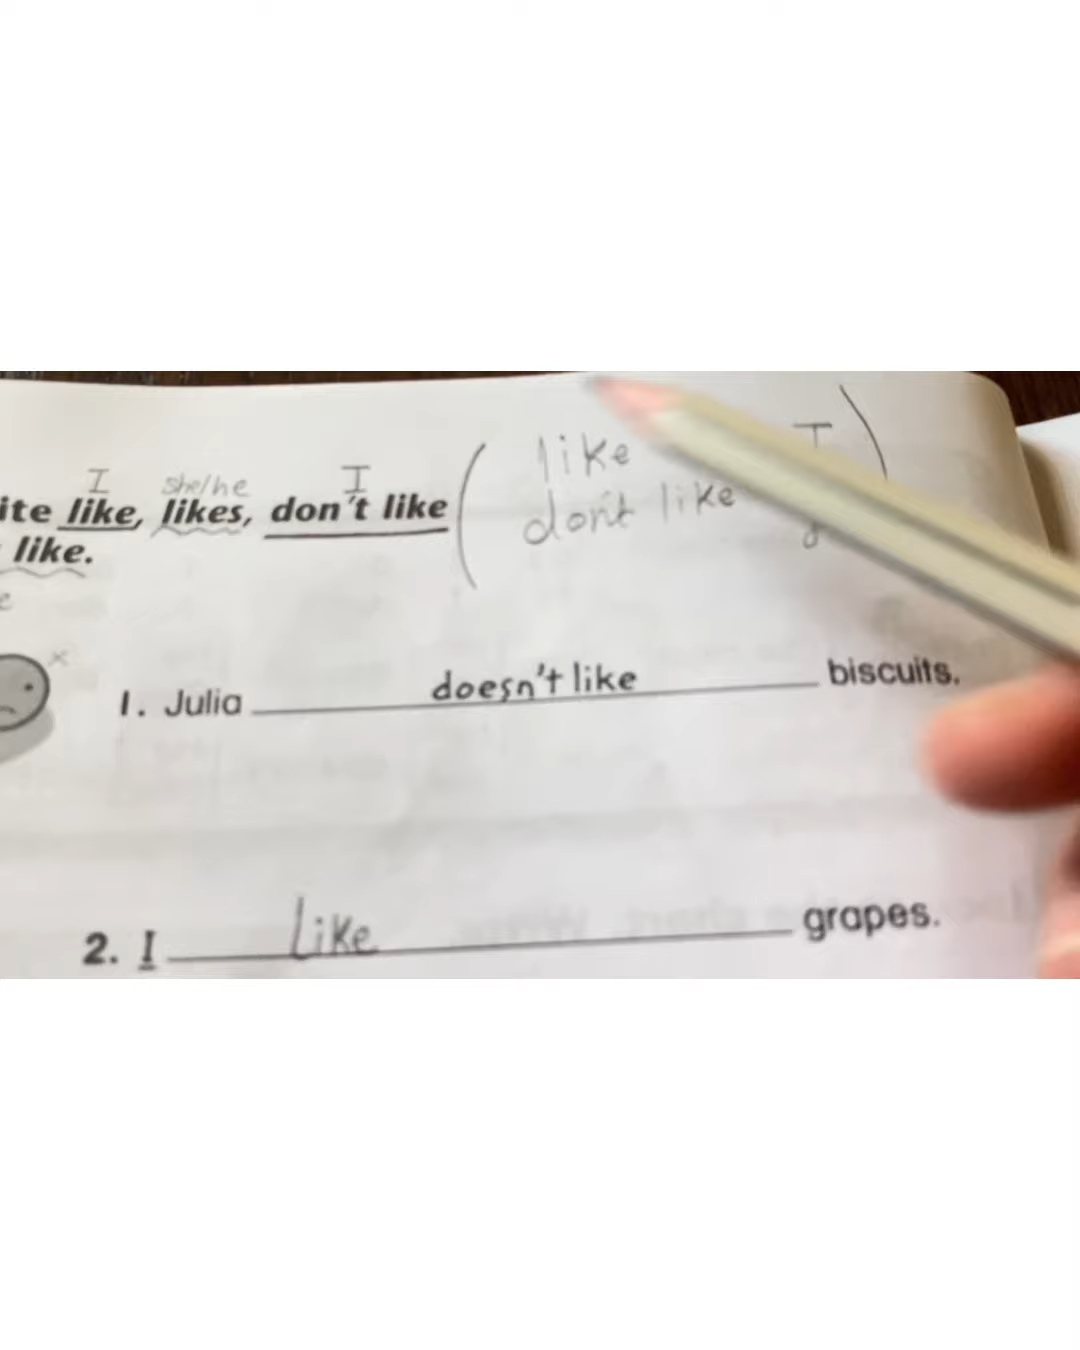 I she/he I
ite like, likes, don't like ( like I )
don't like
like.
1. Julia doesn't like biscuits.
2. I Like grapes.